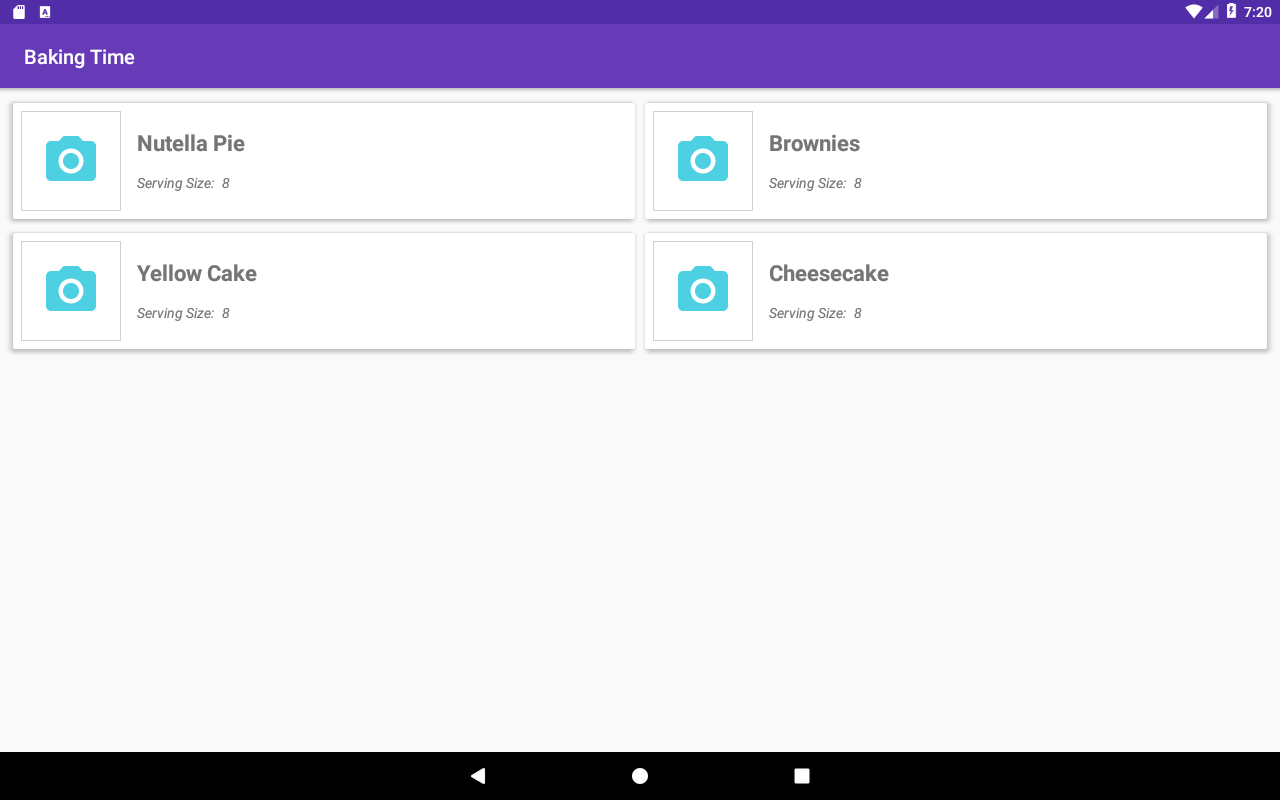 7:20
Baking Time
Nutella Pie
Serving Size: 8
Brownies
Serving Size: 8
Yellow Cake
Serving Size: 8
Cheesecake
Serving Size: 8